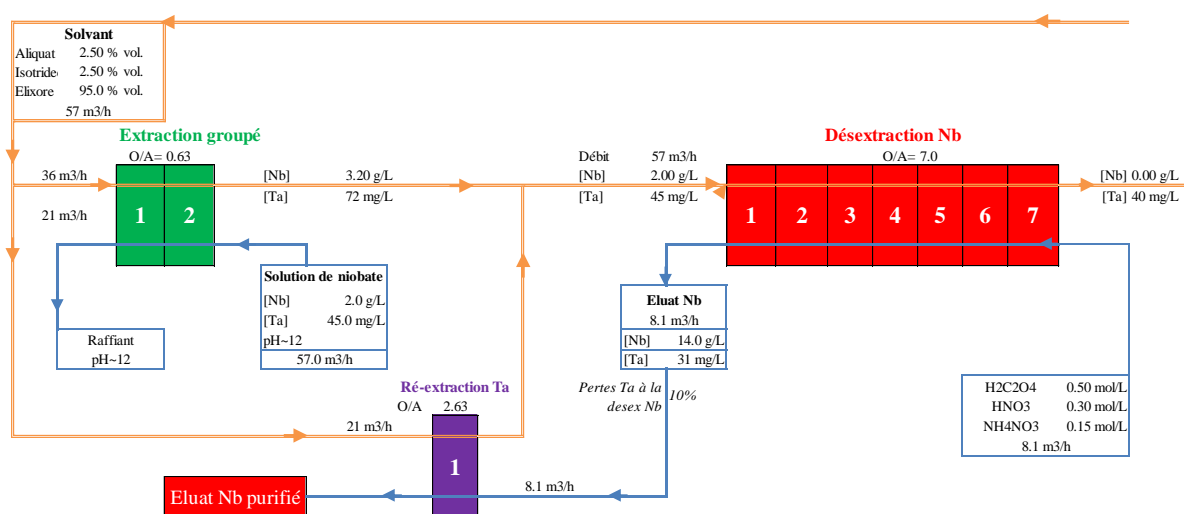 Solvant
Aliquat 2.50 % vol.
Isotride 2.50 % vol.
Elixore 95.0 % vol.
57 m3/h
Extraction groupé
O/A= 0.63
36 m3/h
21 m3/h
1 2
[Nb] 3.20 g/L
[Ta] 72 mg/L
Raffiant
pH~12
Solution de niobate
[Nb] 2.0 g/L
[Ta] 45.0 mg/L
pH~12
57.0 m3/h
Débit 57 m3/h
[Nb] 2.00 g/L
[Ta] 45 mg/L
Désextraction Nb
O/A= 7.0
1 2 3 4 5 6 7
[Nb] 0.00 g/L
[Ta] 40 mg/L
Eluat Nb
8.1 m3/h
[Nb] 14.0 g/L
[Ta] 31 mg/L
Pertes Ta à la
desex Nb
10%
H2C2O4 0.50 mol/L
HNO3 0.30 mol/L
NH4NO3 0.15 mol/L
8.1 m3/h
Ré-extraction Ta
O/A 2.63
21 m3/h
1
8.1 m3/h
Eluat Nb purifié